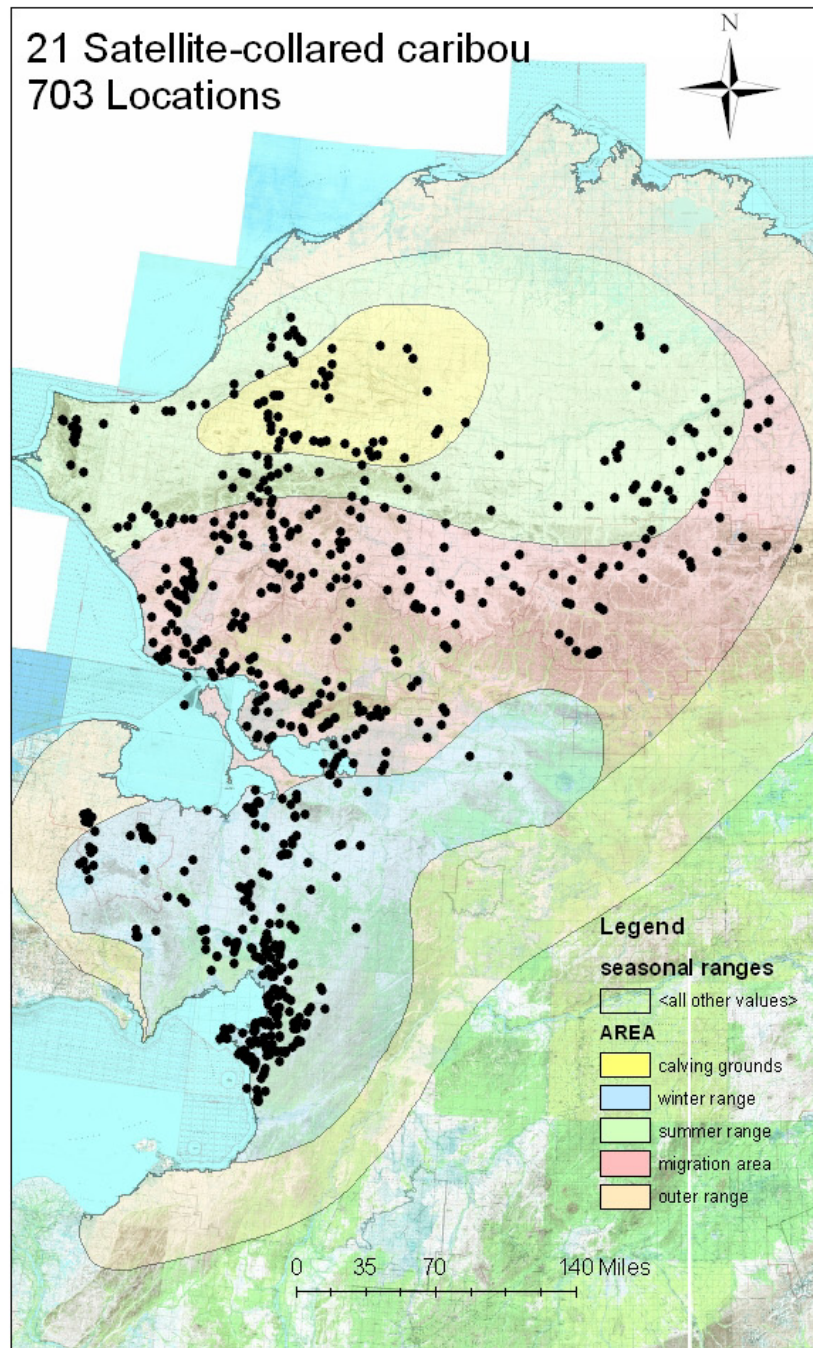 21 Satellite-collared caribou
703 Locations
N
Legend
seasonal ranges
<all other values>
AREA
calving grounds
winter range
summer range
migration area
outer range
0 35 70 140 Miles